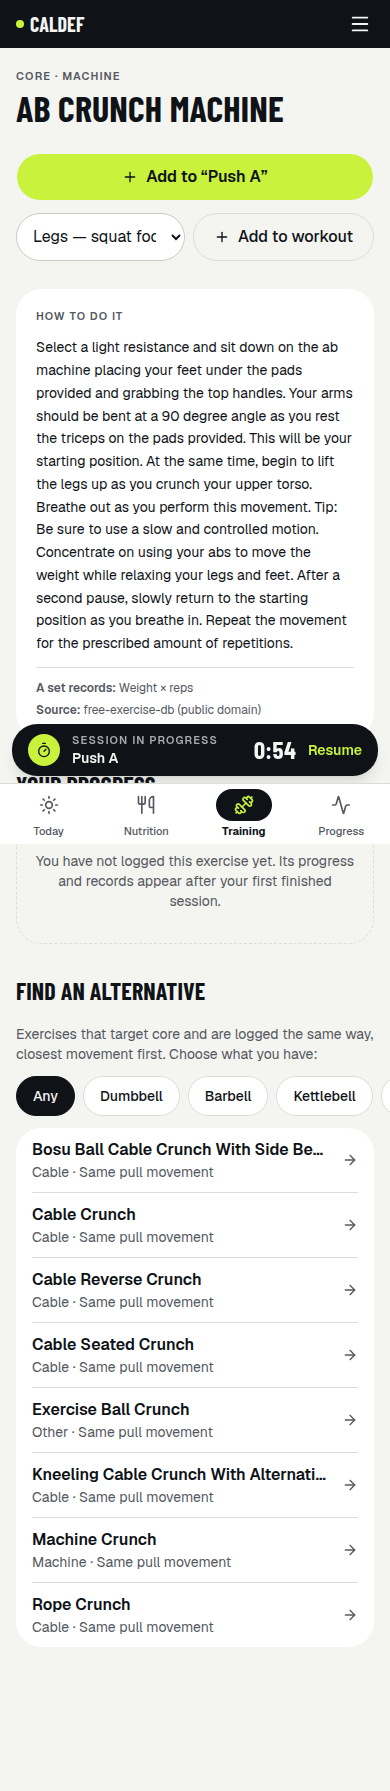 CALDEF
CORE · MACHINE
AB CRUNCH MACHINE
+ Add to “Push A”
Legs — squat foc
+ Add to workout
HOW TO DO IT
Select a light resistance and sit down on the ab
machine placing your feet under the pads
provided and grabbing the top handles. Your arms
should be bent at a 90 degree angle as you rest
the triceps on the pads provided. This will be your
starting position. At the same time, begin to lift
the legs up as you crunch your upper torso.
Breathe out as you perform this movement. Tip:
Be sure to use a slow and controlled motion.
Concentrate on using your abs to move the
weight while relaxing your legs and feet. After a
second pause, slowly return to the starting
position as you breathe in. Repeat the movement
for the prescribed amount of repetitions.
A set records: Weight × reps
Source: free-exercise-db (public domain)
SESSION IN PROGRESS
Push A
0:54
Resume
YOUR PROGRESS
Today
Nutrition
Training
Progress
You have not logged this exercise yet. Its progress
and records appear after your first finished
session.
FIND AN ALTERNATIVE
Exercises that target core and are logged the same way,
closest movement first. Choose what you have:
Any
Dumbbell
Barbell
Kettlebell
Bosu Ball Cable Crunch With Side Be...
Cable · Same pull movement
Cable Crunch
Cable · Same pull movement
Cable Reverse Crunch
Cable · Same pull movement
Cable Seated Crunch
Cable · Same pull movement
Exercise Ball Crunch
Other · Same pull movement
Kneeling Cable Crunch With Alternati...
Cable · Same pull movement
Machine Crunch
Machine · Same pull movement
Rope Crunch
Cable · Same pull movement